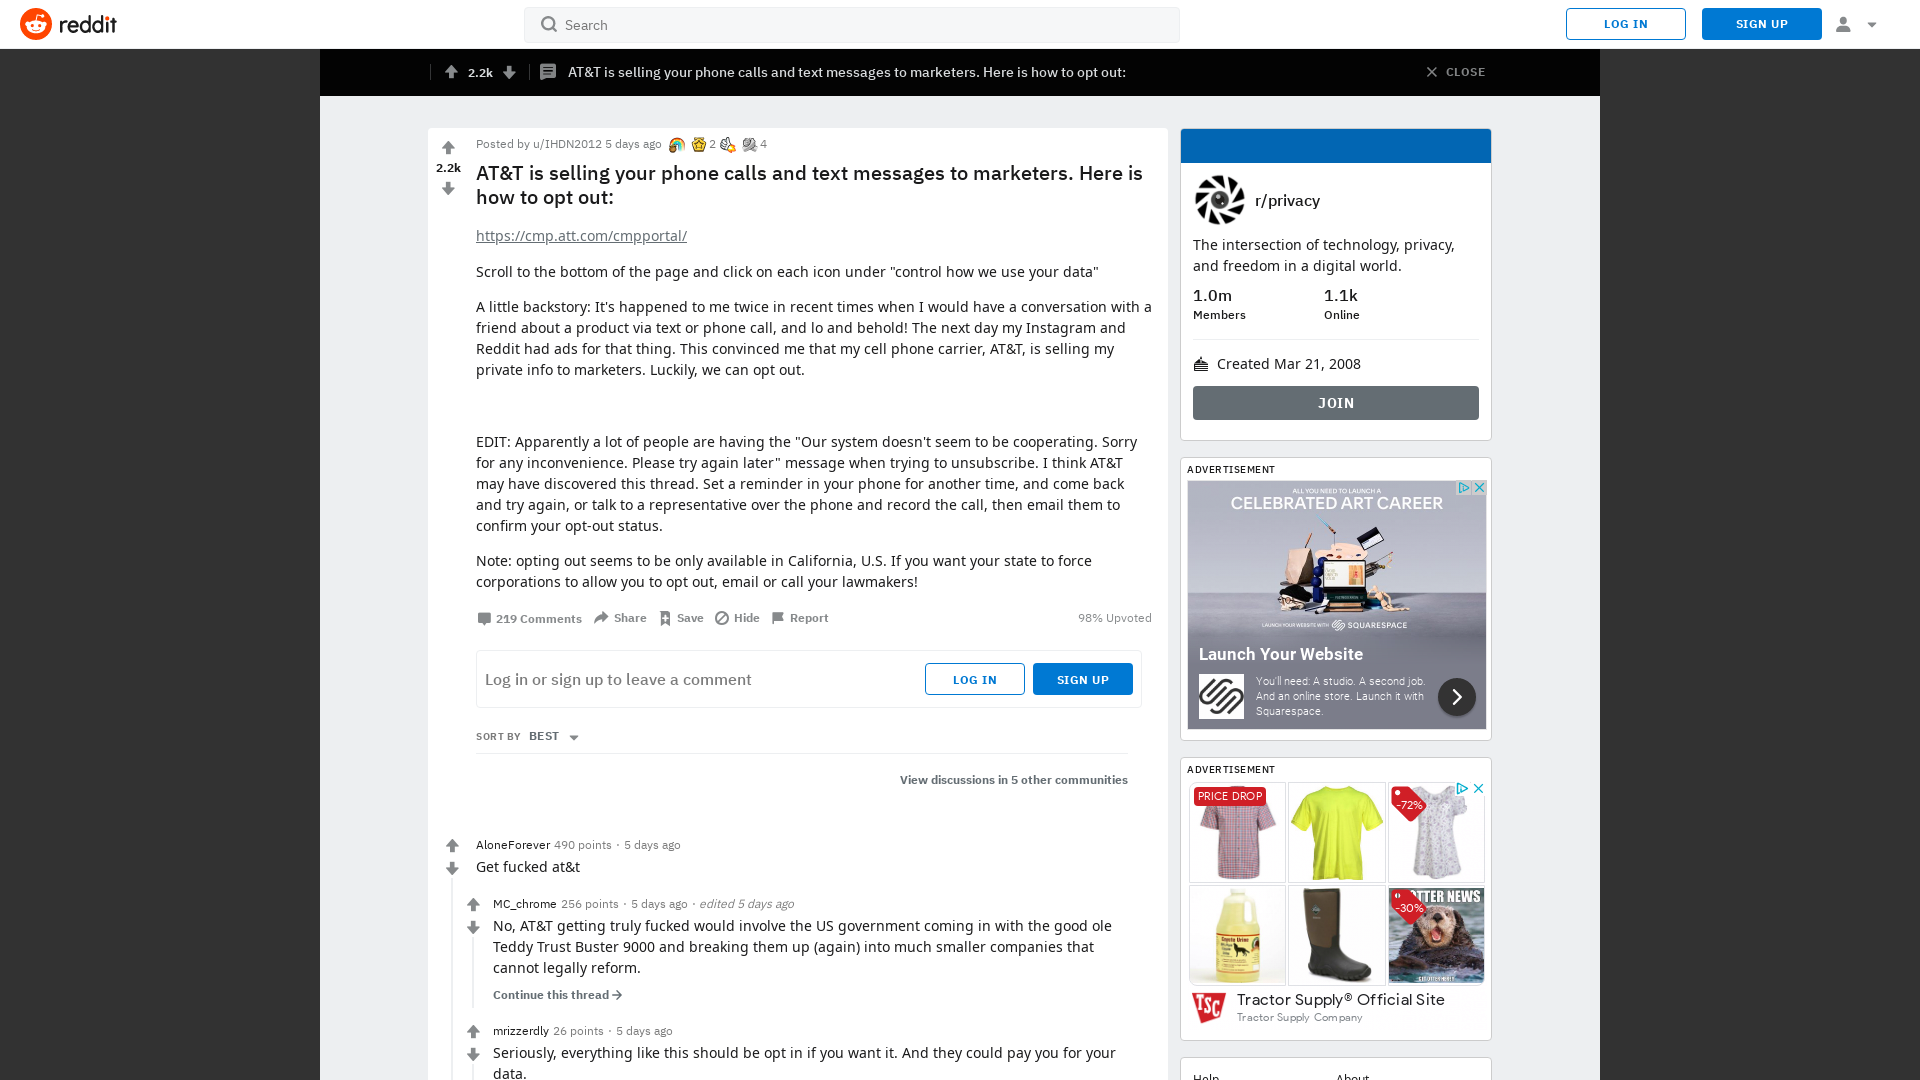 reddit
Search
LOG IN
SIGN UP
2.2k
AT&T is selling your phone calls and text messages to marketers. Here is how to opt out:
CLOSE
2.2k
Posted by u/IHDN2012 5 days ago
2
4
AT&T is selling your phone calls and text messages to marketers. Here is
how to opt out:
https://cmp.att.com/cmpportal/
Scroll to the bottom of the page and click on each icon under "control how we use your data"
A little backstory: It's happened to me twice in recent times when I would have a conversation with a
friend about a product via text or phone call, and lo and behold! The next day my Instagram and
Reddit had ads for that thing. This convinced me that my cell phone carrier, AT&T, is selling my
private info to marketers. Luckily, we can opt out.
EDIT: Apparently a lot of people are having the "Our system doesn't seem to be cooperating. Sorry
for any inconvenience. Please try again later" message when trying to unsubscribe. I think AT&T
may have discovered this thread. Set a reminder in your phone for another time, and come back
and try again, or talk to a representative over the phone and record the call, then email them to
confirm your opt-out status.
Note: opting out seems to be only available in California, U.S. If you want your state to force
corporations to allow you to opt out, email or call your lawmakers!
219 Comments
Share
Save
Hide
Report
98% Upvoted
Log in or sign up to leave a comment
LOG IN
SIGN UP
SORT BY BEST
View discussions in 5 other communities
AloneForever 490 points · 5 days ago
Get fucked at&t
MC_chrome 256 points · 5 days ago · edited 5 days ago
No, AT&T getting truly fucked would involve the US government coming in with the good ole
Teddy Trust Buster 9000 and breaking them up (again) into much smaller companies that
cannot legally reform.
Continue this thread
mrizzerdly 26 points · 5 days ago
Seriously, everything like this should be opt in if you want it. And they could pay you for your
data.
r/privacy
The intersection of technology, privacy,
and freedom in a digital world.
1.0m
Members
1.1k
Online
Created Mar 21, 2008
JOIN
ADVERTISEMENT
ALL YOU NEED TO LAUNCH A
CELEBRATED ART CAREER
LAUNCH YOUR WEBSITE WITH SQUARESPACE
Launch Your Website
You'll need: A studio. A second job.
And an online store. Launch it with
Squarespace.
ADVERTISEMENT
PRICE DROP
-72%
Coyote Urine
-30%
OTTER NEWS
TSC
Tractor Supply® Official Site
Tractor Supply Company
Help
About